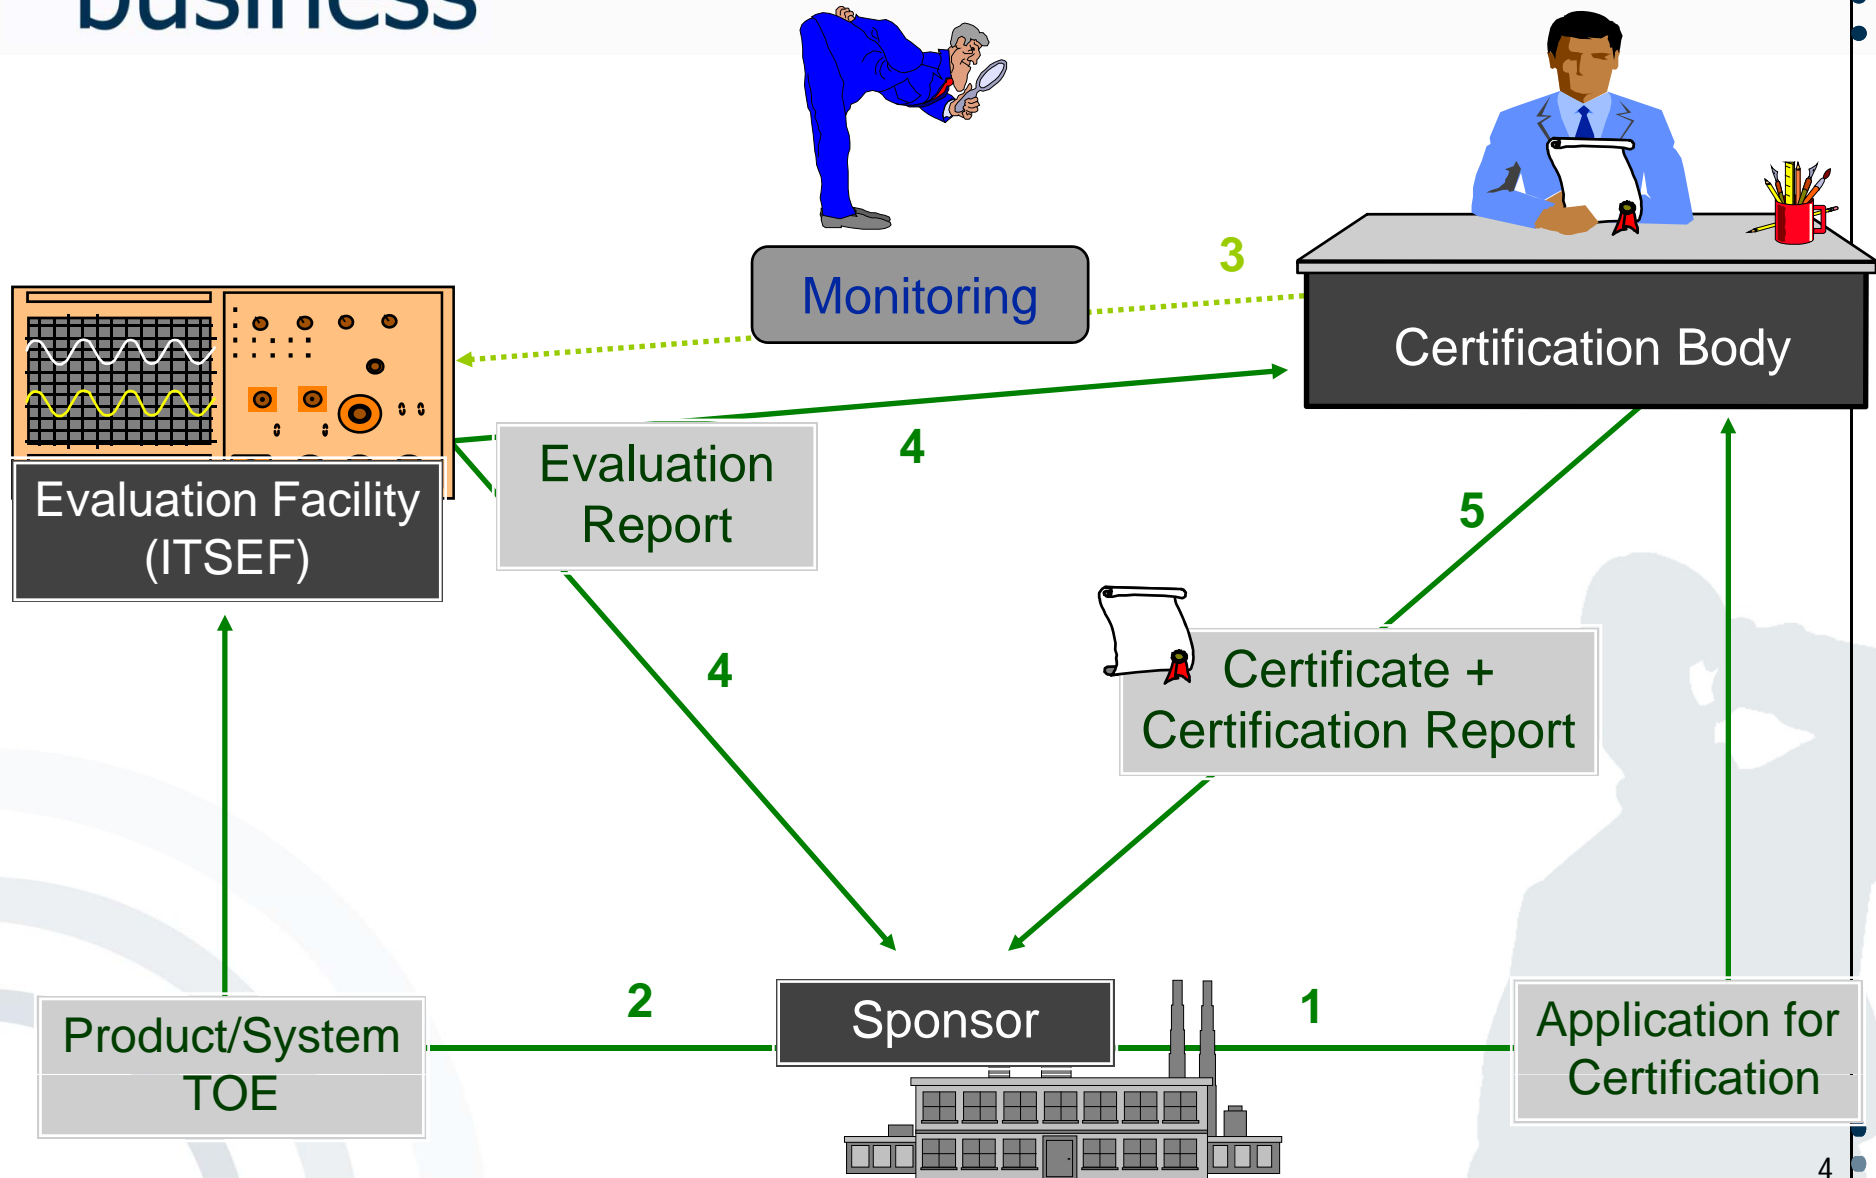 business
Monitoring
3
Certification Body
Evaluation Facility
(ITSEF)
Evaluation
Report
4
5
4
Certificate +
Certification Report
Product/System
TOE
2
Sponsor
1
Application for
Certification
4